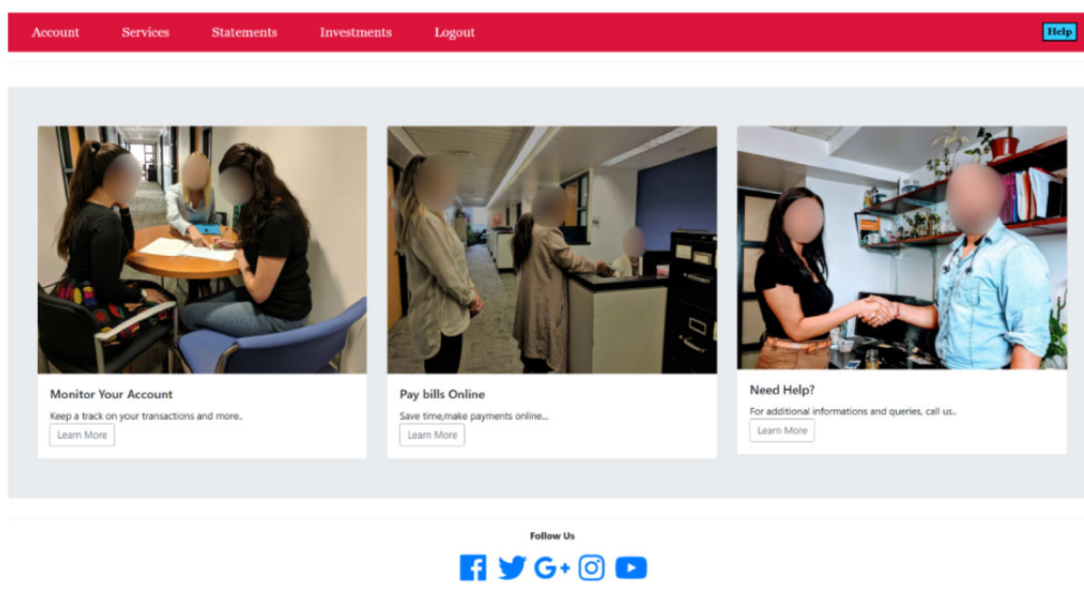 Account Services Statements Investments Logout Help
Monitor Your Account
Keep a track on your transactions and more..
Learn More
Pay bills Online
Save time,make payments online...
Learn More
Need Help?
For additional informations and queries, call us..
Learn More
Follow Us